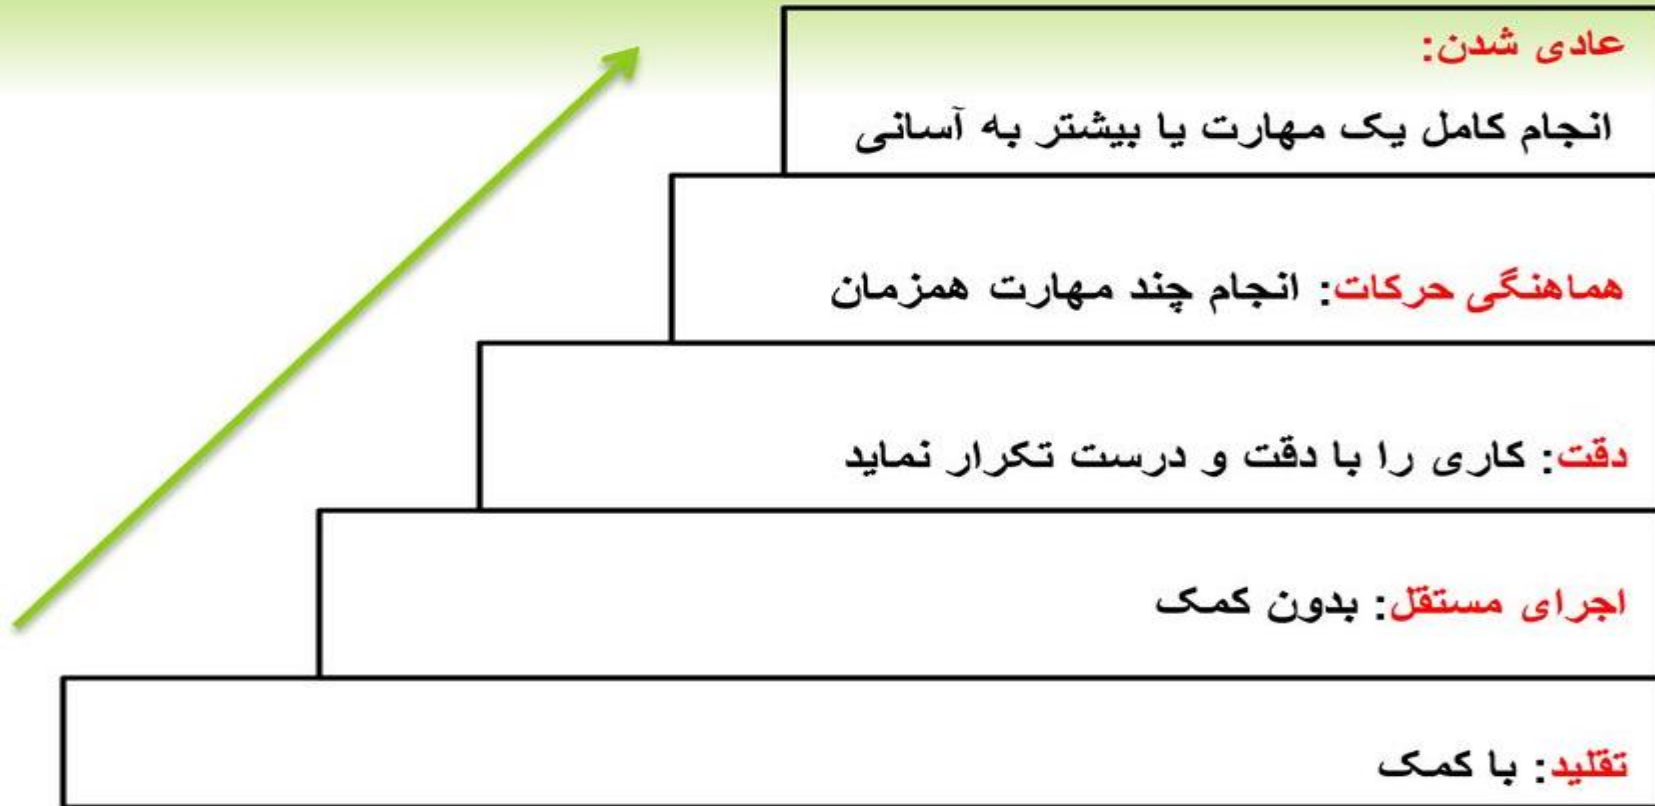 عادی شدن:
انجام کامل یک مهارت یا بیشتر به آسانی
هماهنگی حرکات: انجام چند مهارت همزمان
دقت: کاری را با دقت و درست تکرار نماید
اجرای مستقل: بدون کمک
تقلید: با کمک